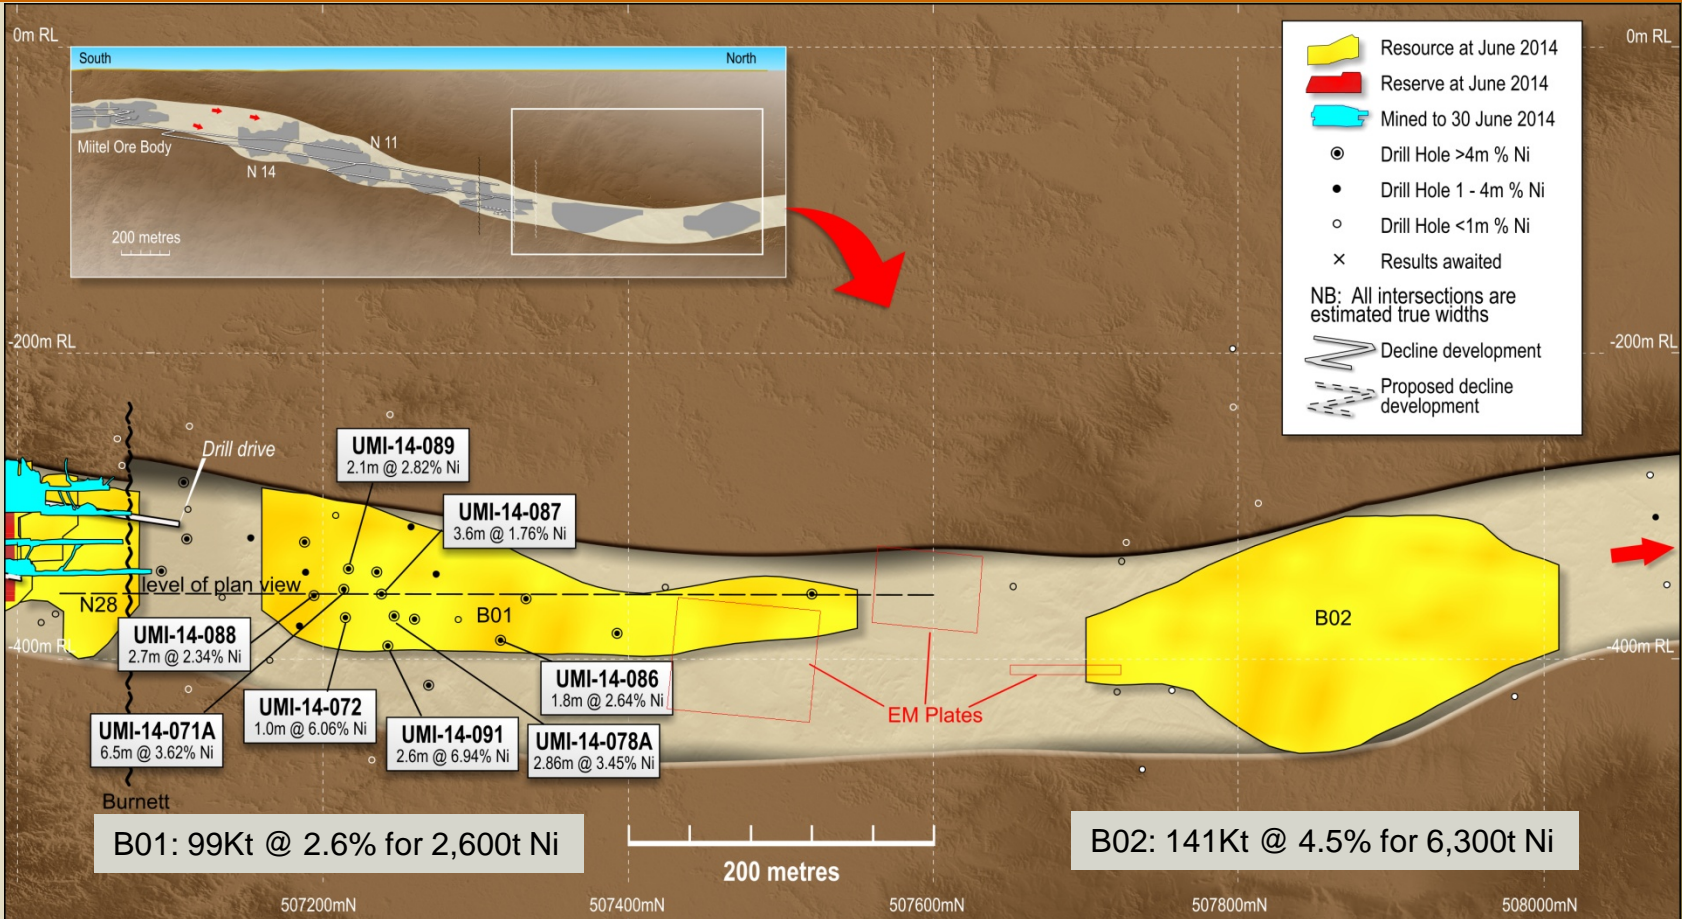 0m RL
0m RL
South
North
Miitel Ore Body
N 11
N 14
200 metres
Resource at June 2014
Reserve at June 2014
Mined to 30 June 2014
Drill Hole >4m % Ni
Drill Hole 1 - 4m % Ni
Drill Hole <1m % Ni
Results awaited
NB: All intersections are
estimated true widths
Decline development
Proposed decline
development
-200m RL
-200m RL
Drill drive
UMI-14-089
2.1m @ 2.82% Ni
UMI-14-087
3.6m @ 1.76% Ni
level of plan view
N28
B01
B02
UMI-14-088
2.7m @ 2.34% Ni
-400m RL
-400m RL
UMI-14-086
1.8m @ 2.64% Ni
UMI-14-072
1.0m @ 6.06% Ni
UMI-14-071A
6.5m @ 3.62% Ni
UMI-14-091
2.6m @ 6.94% Ni
UMI-14-078A
2.86m @ 3.45% Ni
EM Plates
Burnett
B01: 99Kt @ 2.6% for 2,600t Ni
200 metres
B02: 141Kt @ 4.5% for 6,300t Ni
507200mN
507400mN
507600mN
507800mN
508000mN